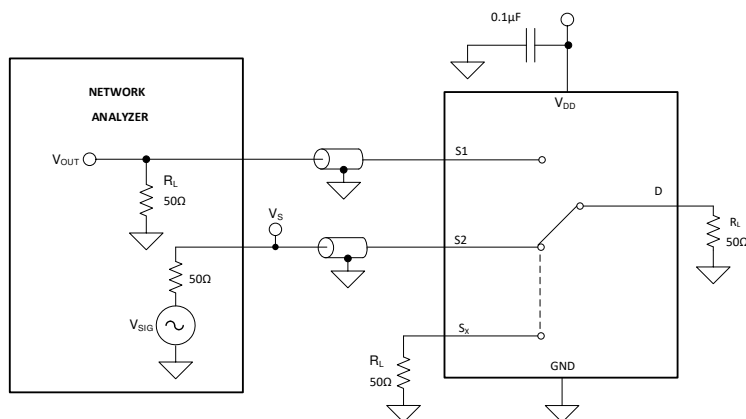 0.1µF
NETWORK
ANALYZER
VDD
VOUT
S1
RL
50Ω
VS
D
S2
RL
50Ω
50Ω
VSIG
SX
RL
50Ω
GND